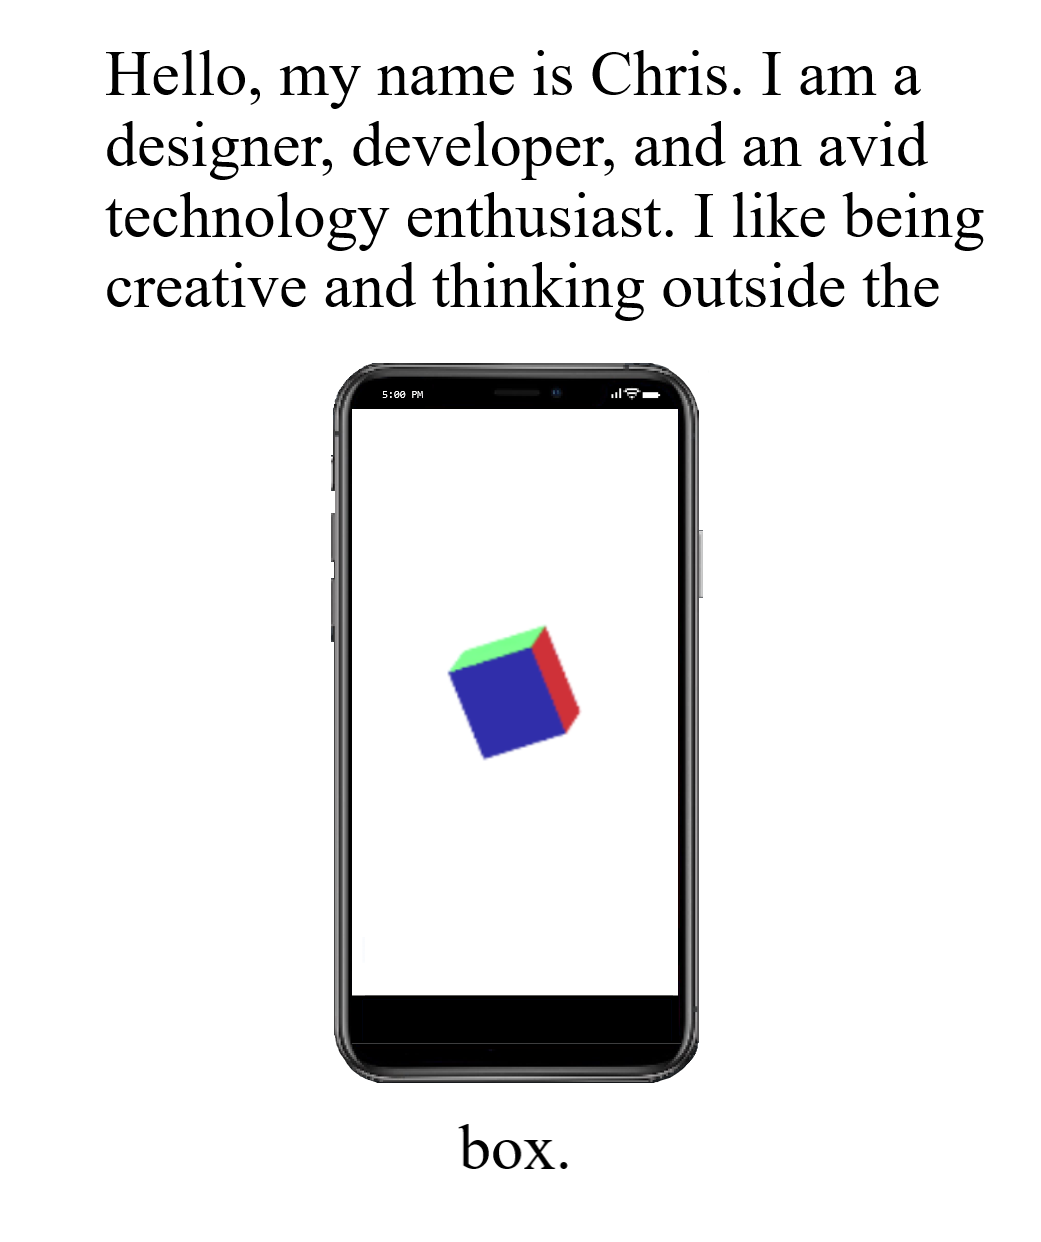 Hello, my name is Chris. I am a
designer, developer, and an avid
technology enthusiast. I like being
creative and thinking outside the
5:00 PM
box.